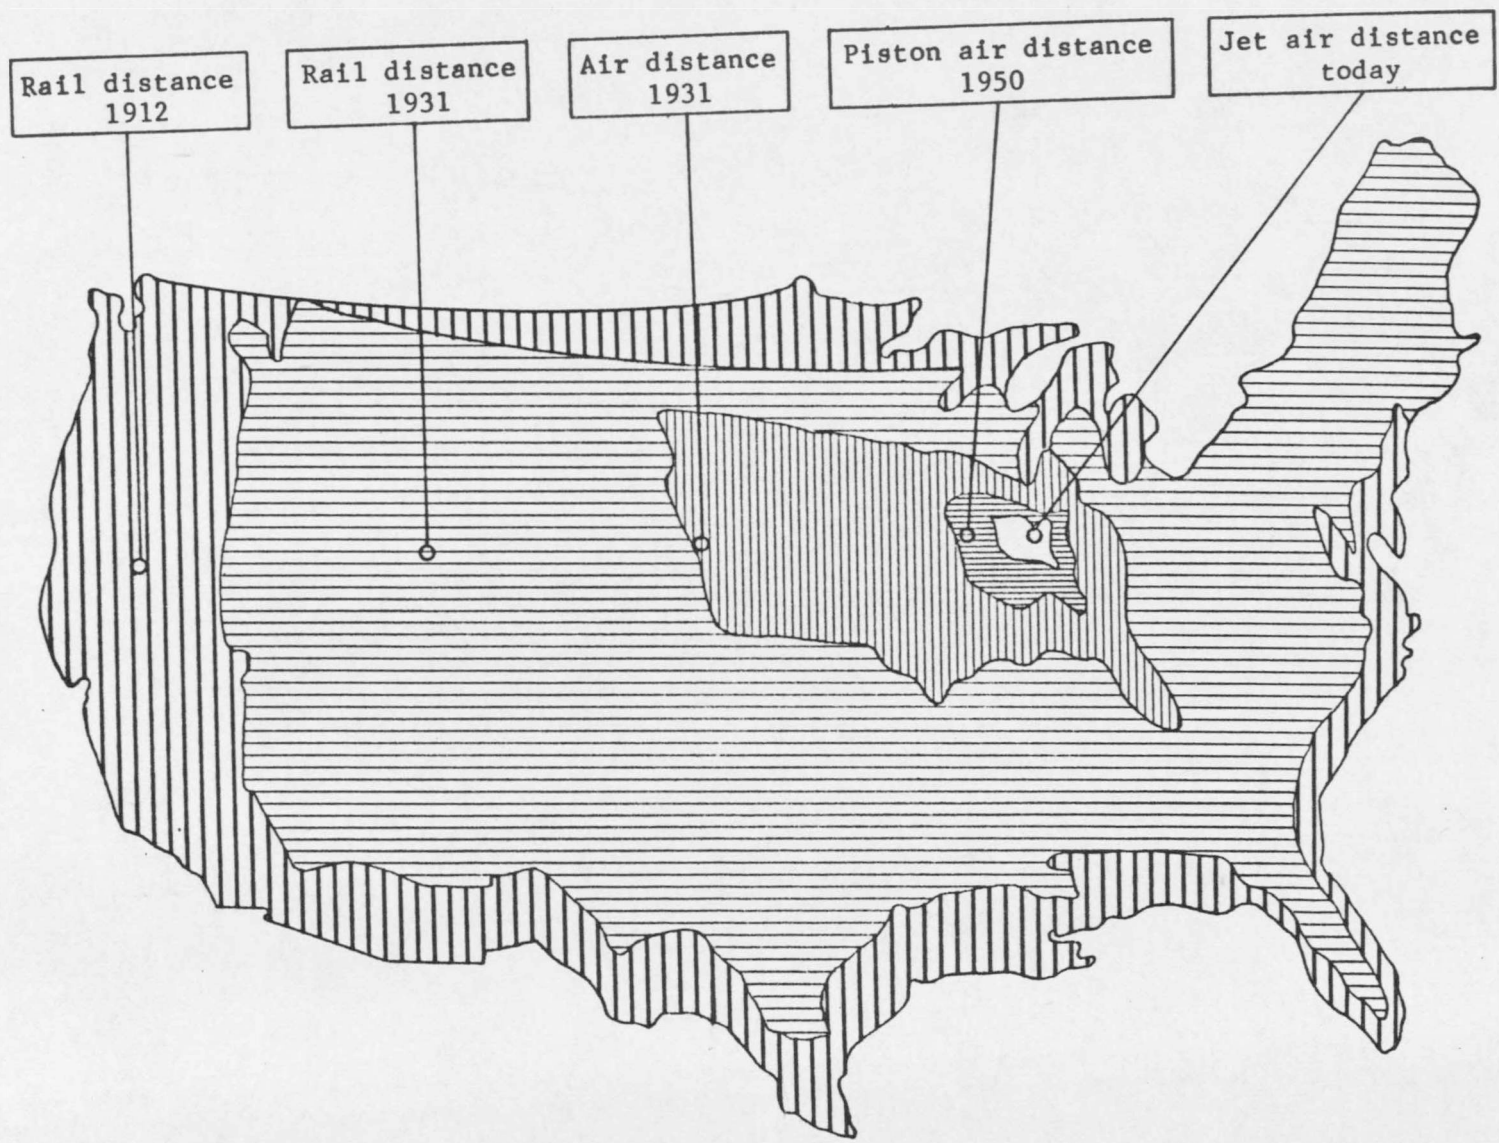 Rail distance
1912
Rail distance
1931
Air distance
1931
Piston air distance
1950
Jet air distance
today